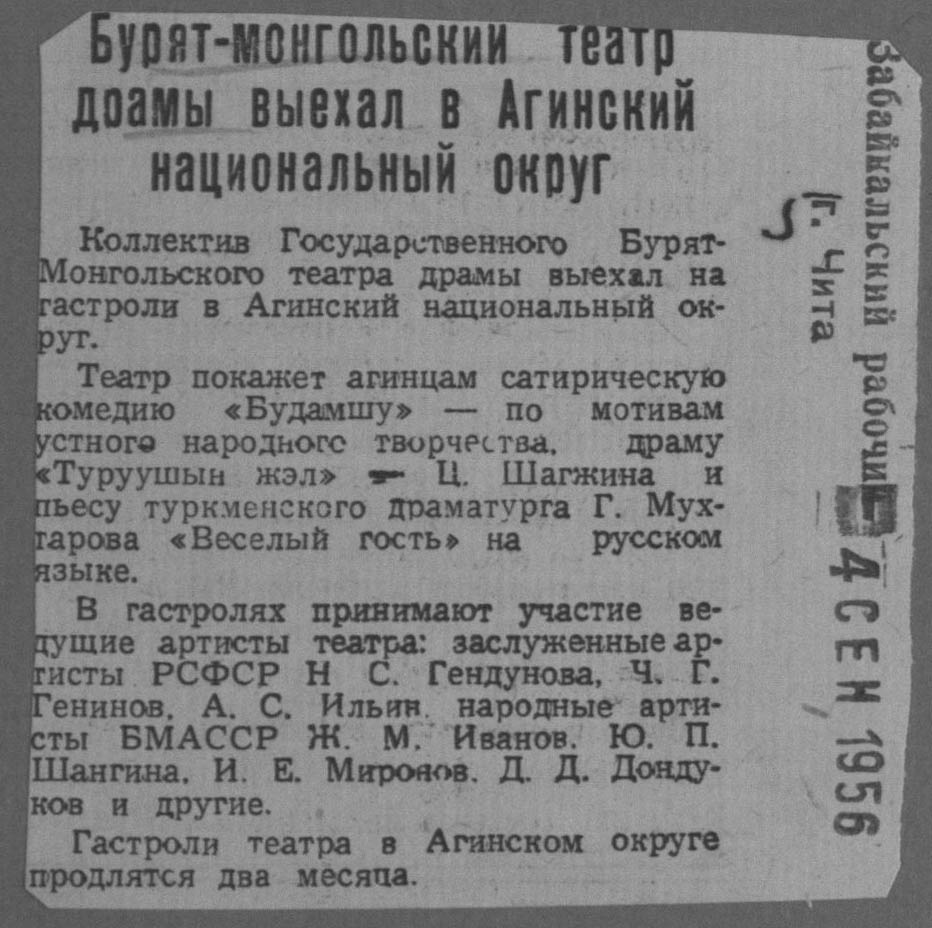 Бурят-монгольский театр
драмы выехал в Агинский
национальный округ
Коллектив Государственного Бурят-
Монгольского театра драмы выехал на
гастроли в Агинский национальный ок-
руг.
Театр покажет агинцам сатирическую
комедию «Будамшу» — по мотивам
устного народного творчества, драму
«Туруушын жэл» — Ц. Шагжина и
пьесу туркменского драматурга Г. Мух-
тарова «Веселый гость» на русском
языке.
В гастролях принимают участие ве-
дущие артисты театра: заслуженные ар-
тисты РСФСР Н С. Гендунова, Ч. Г.
Генинов, А. С. Ильин, народные арти-
сты БМАССР Ж. М. Иванов, Ю. П.
Шангина, И. Е. Миронов, Д. Д. Донду-
ков и другие.
Гастроли театра в Агинском округе
продлятся два месяца.
Забайкальский рабочий
г. Чита
4 СЕН 1956